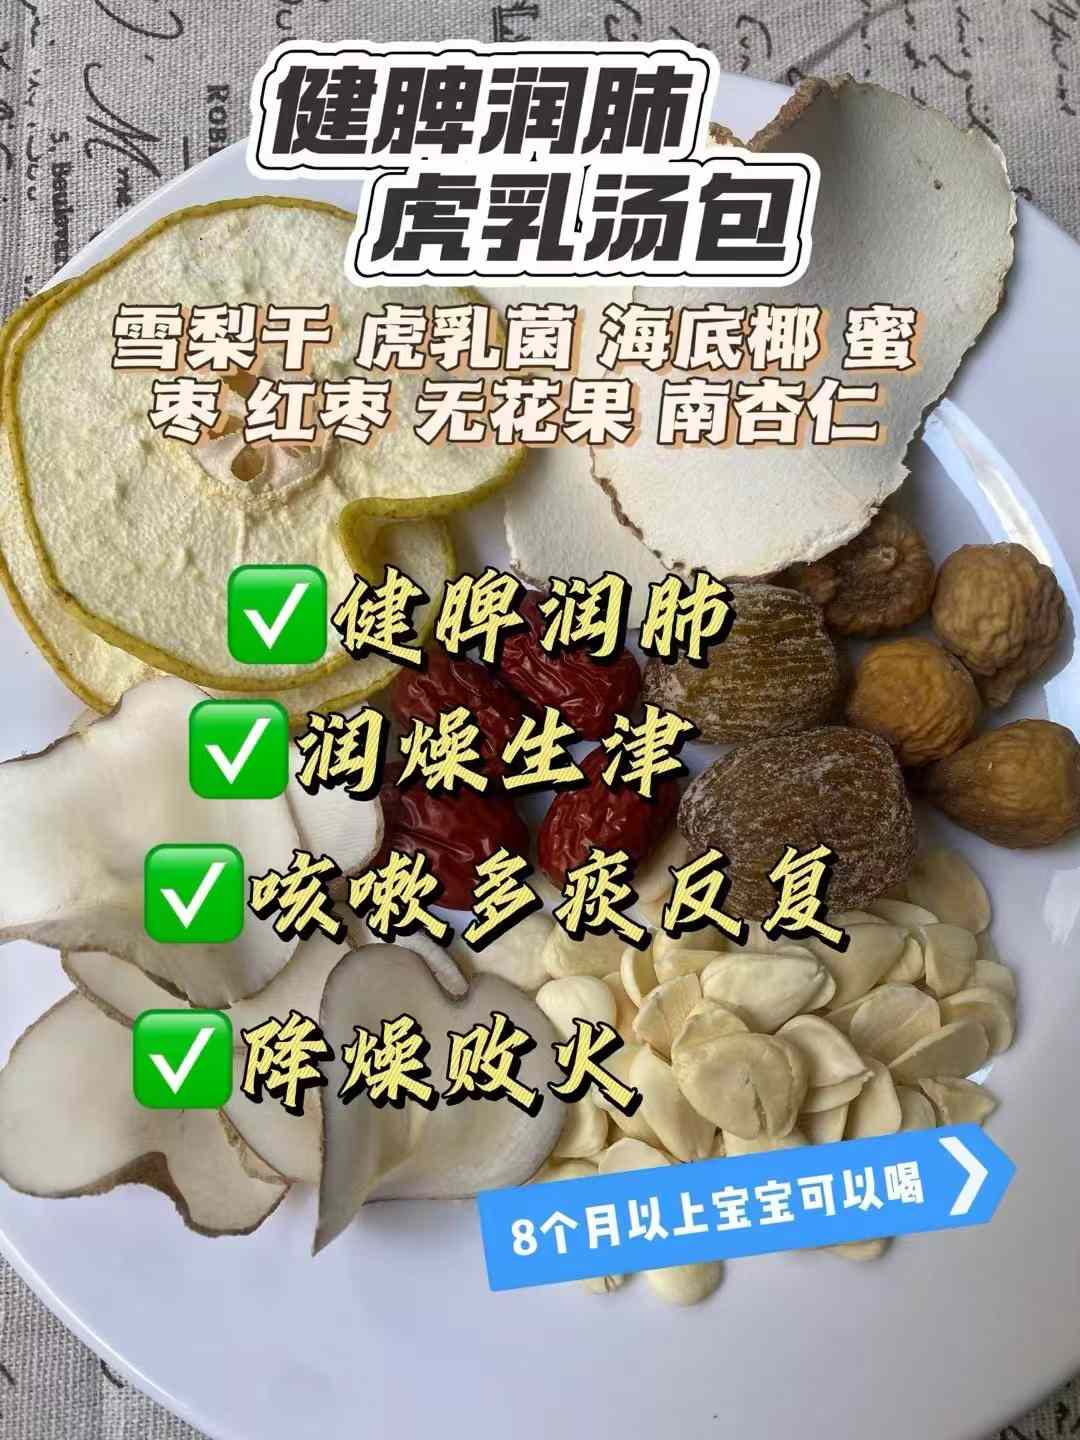 健脾润肺
虎乳汤包
雪梨干 虎乳菌 海底椰 蜜
枣 红枣 无花果 南杏仁
✅健脾润肺
✅润燥生津
✅咳嗽多痰反复
✅降燥败火
8个月以上宝宝可以喝